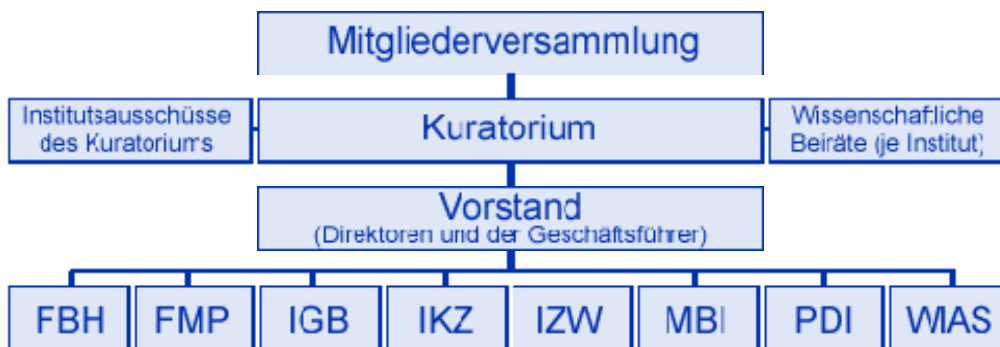 Mitgliederversammlung
Institutsausschüsse
des Kuratoriums
Kuratorium
Wissenschaftliche
Beiräte (je Institut)
Vorstand
(Direktoren und der Geschäftsführer)
FBH FMP IGB IKZ IZW MBI PDI WIAS